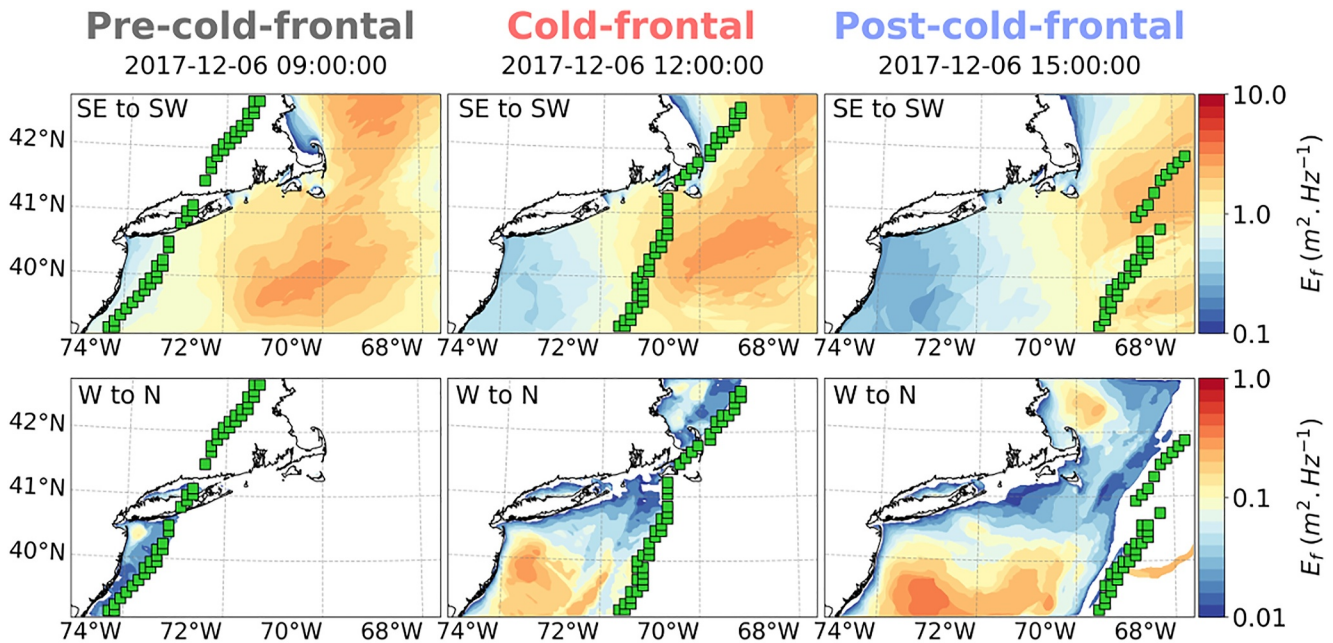 Pre-cold-frontal Cold-frontal Post-cold-frontal
2017-12-06 09:00:00 2017-12-06 12:00:00 2017-12-06 15:00:00
SE to SW SE to SW SE to SW 10.0
42°N
41°N 1.0
40°N
0.1
E_f (m². Hz⁻¹)
74°W 72°W 70°W 68°W 74°W 72°W 70°W 68°W 74°W 72°W 70°W 68°W
W to N W to N W to N 1.0
42°N
41°N 0.1
40°N
0.01
E_f (m². Hz⁻¹)
74°W 72°W 70°W 68°W 74°W 72°W 70°W 68°W 74°W 72°W 70°W 68°W